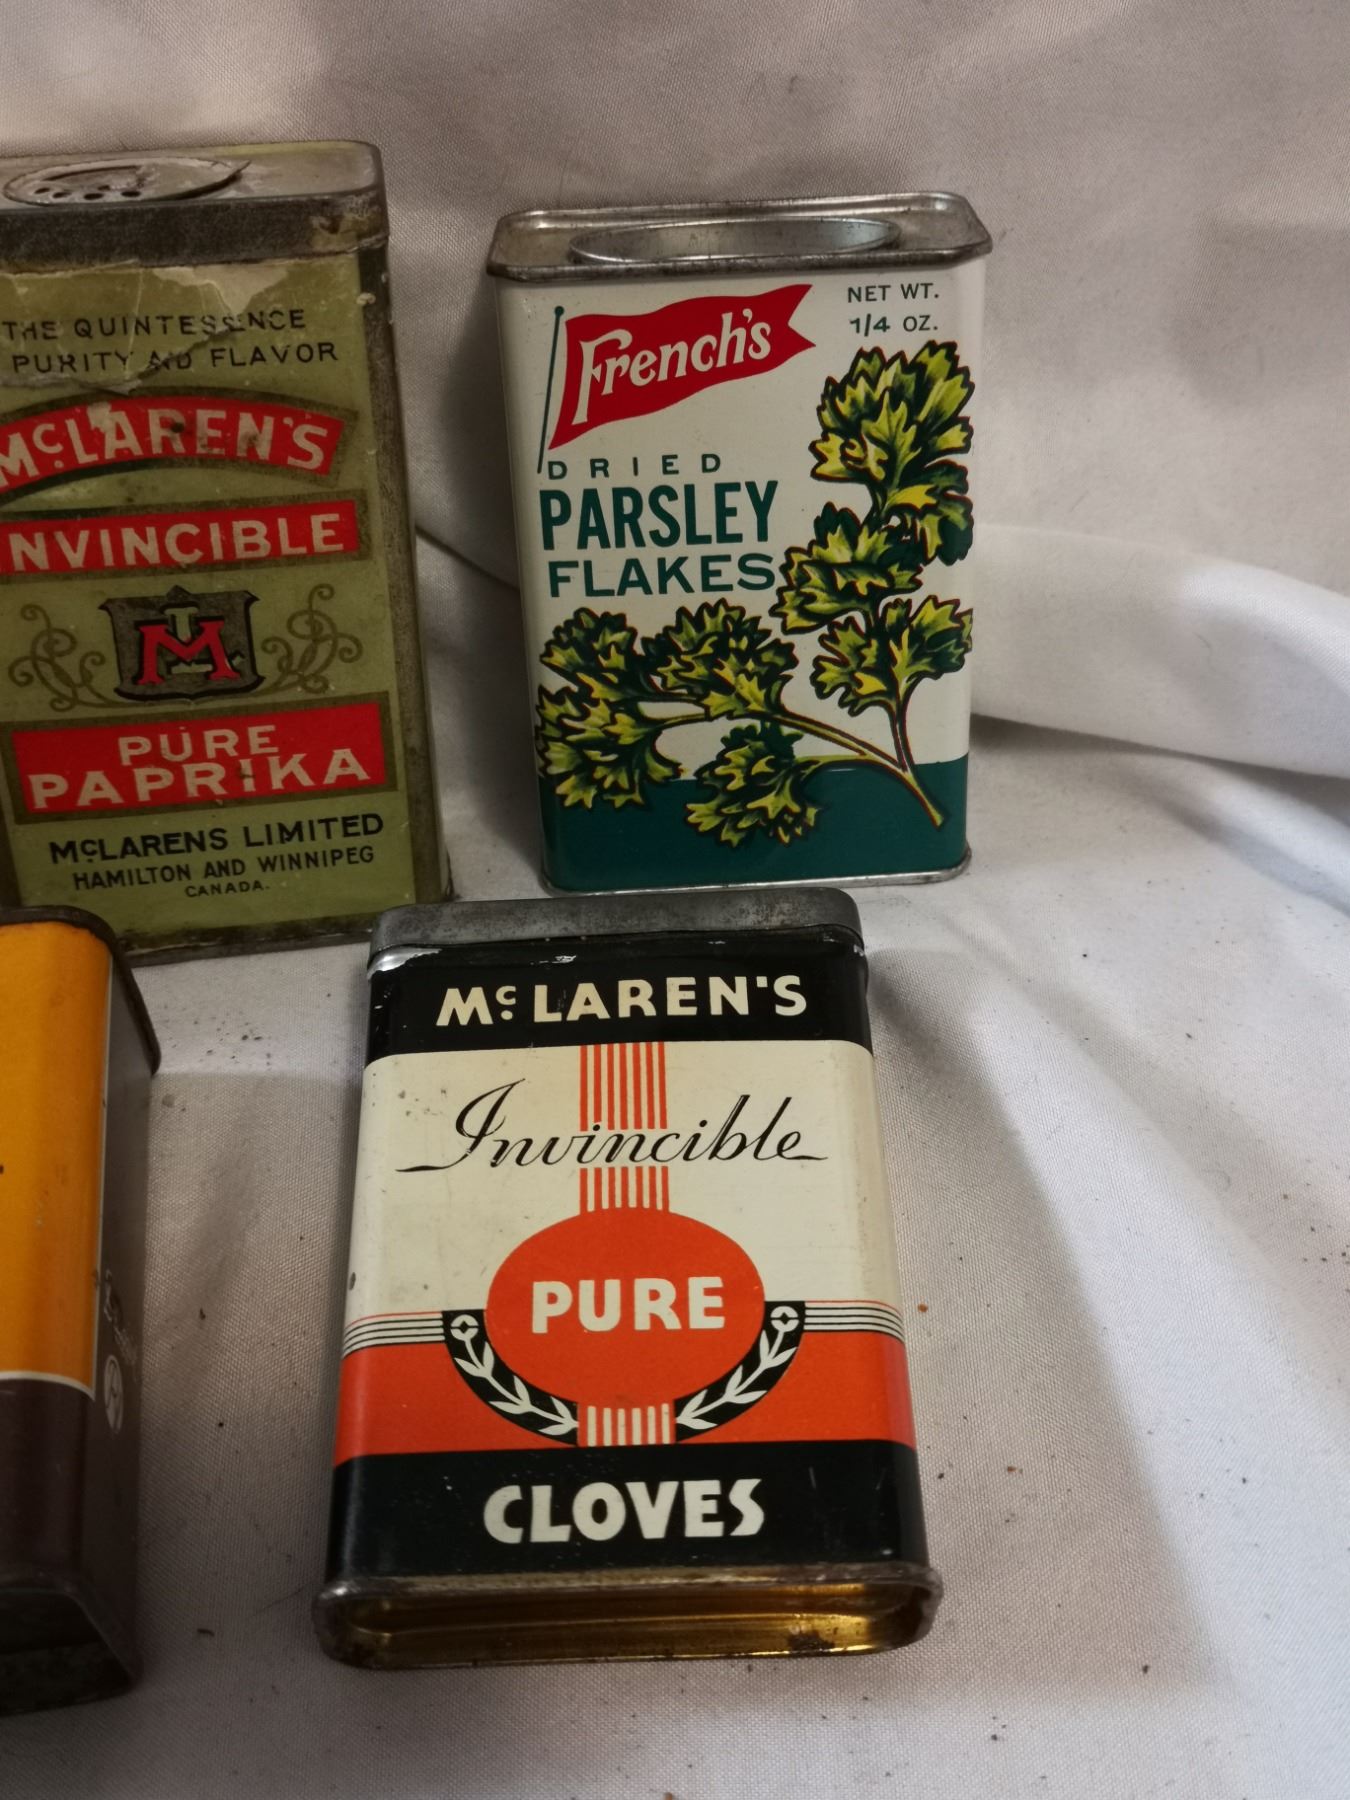 THE QUINTESSENCE
PURITY AND FLAVOR
McLAREN'S
INVINCIBLE
PURE
PAPRIKA
McLARENS LIMITED
HAMILTON AND WINNIPEG
CANADA.
French's
NET WT.
1/4 OZ.
DRIED
PARSLEY
FLAKES
McLAREN'S
Invincible
PURE
CLOVES